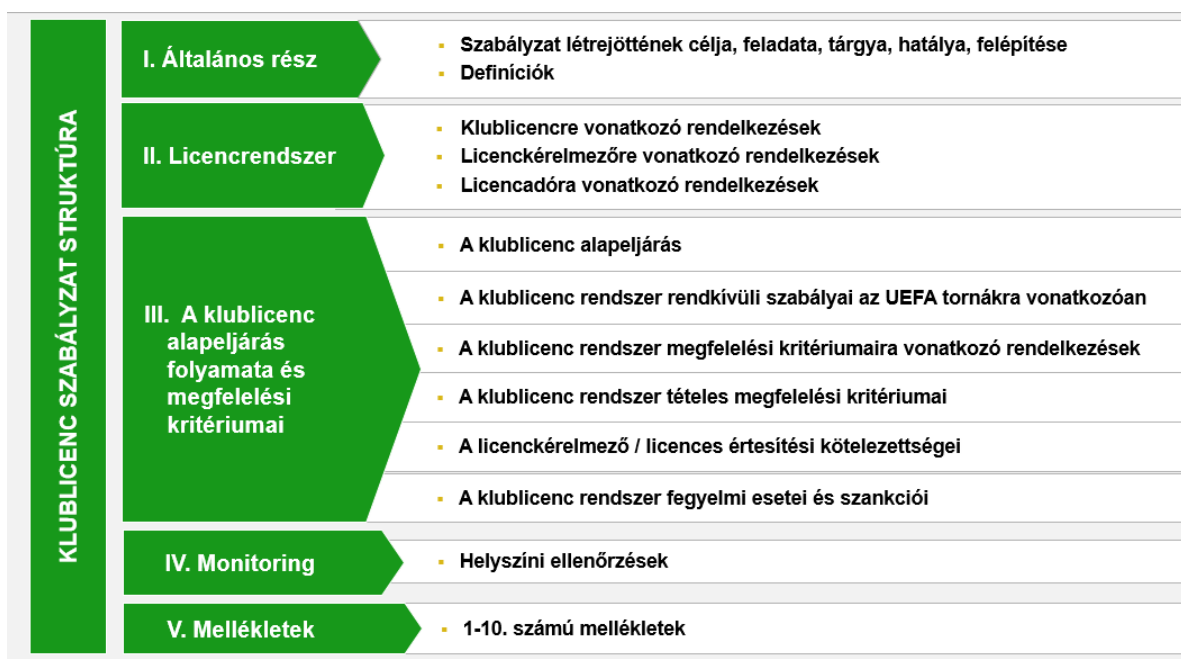 KLUBLICENC SZABÁLYZAT STRUKTÚRA
I. Általános rész
▪ Szabályzat létrejöttének célja, feladata, tárgya, hatálya, felépítése
▪ Definíciók
II. Licencrendszer
▪ Klublicencre vonatkozó rendelkezések
▪ Licenckérelmezőre vonatkozó rendelkezések
▪ Licencadóra vonatkozó rendelkezések
III. A klublicenc
alapeljárás
folyamata és
megfelelési
kritériumai
▪ A klublicenc alapeljárás
▪ A klublicenc rendszer rendkívüli szabályai az UEFA tornákra vonatkozóan
▪ A klublicenc rendszer megfelelési kritériumaira vonatkozó rendelkezések
▪ A klublicenc rendszer tételes megfelelési kritériumai
▪ A licenckérelmező / licences értesítési kötelezettségei
▪ A klublicenc rendszer fegyelmi esetei és szankciói
IV. Monitoring
▪ Helyszíni ellenőrzések
V. Mellékletek
▪ 1-10. számú mellékletek